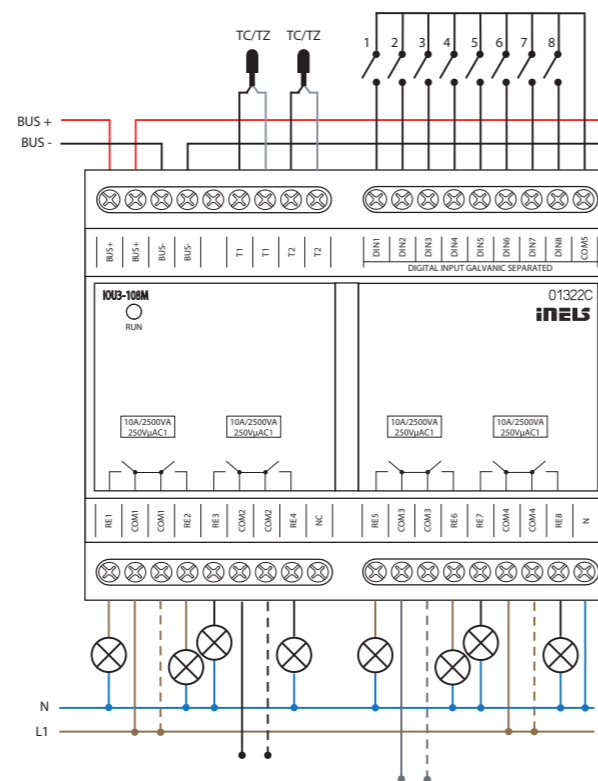 TC/TZ TC/TZ
1 2 3 4 5 6 7 8
BUS +
BUS -
BUS+ BUS+ BUS- BUS- T1 T1 T2 T2 DIN1 DIN2 DIN3 DIN4 DIN5 DIN6 DIN7 DIN8 COM5
DIGITAL INPUT GALVANIC SEPARATED
IOU3-108M 01322C
iNELS
RUN
10A/2500VA 10A/2500VA 10A/2500VA 10A/2500VA
250VµAC1 250VµAC1 250VµAC1 250VµAC1
RE1 COM1 COM1 RE2 RE3 COM2 COM2 RE4 NC RE5 COM3 COM3 RE6 RE7 COM4 COM4 RE8 N
N
L1